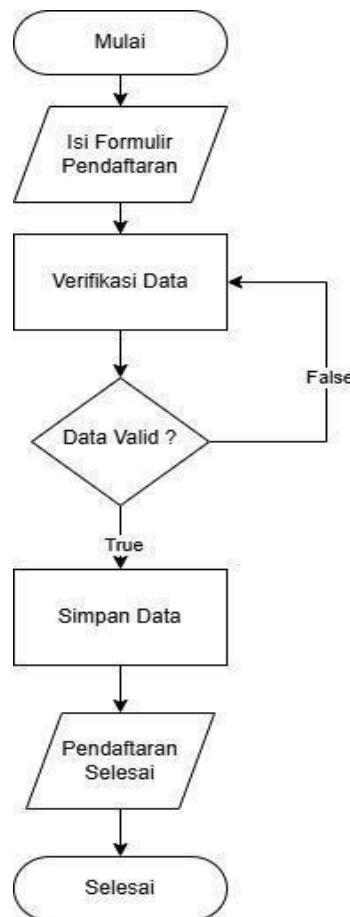 Mulai
Isi Formulir
Pendaftaran
Verifikasi Data
False
Data Valid ?
True
Simpan Data
Pendaftaran
Selesai
Selesai